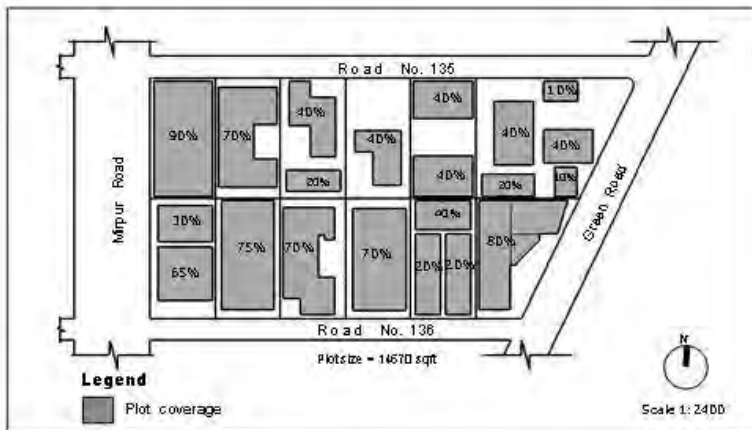 Road No. 135
10%
40%
40%
40%
90%
70%
40%
40%
40%
40%
20%
20%
Mirpur Road
Green Road
30%
40%
75%
70%
70%
80%
65%
20%
20%
Road No. 136
Plot size = 14670 sqft
N
Legend
Plot coverage
Scale 1: 2400